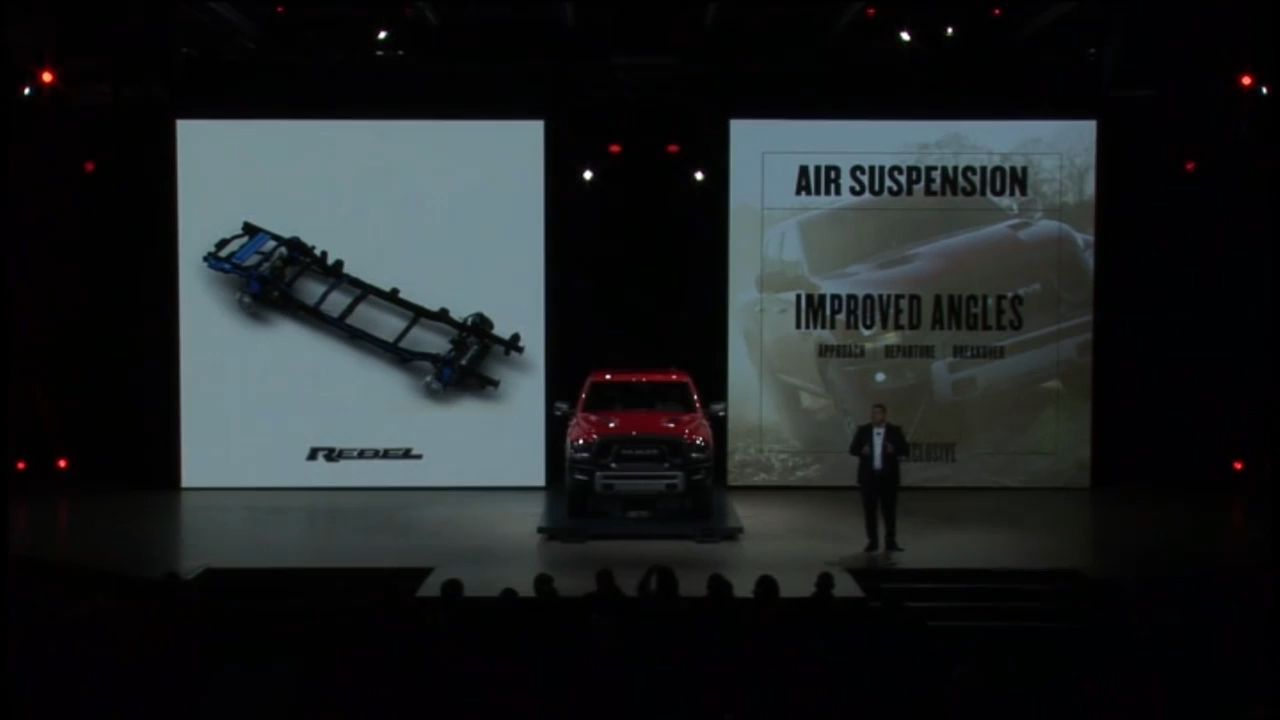 REBEL
AIR SUSPENSION
IMPROVED ANGLES
APPROACH | DEPARTURE | BREAKOVER